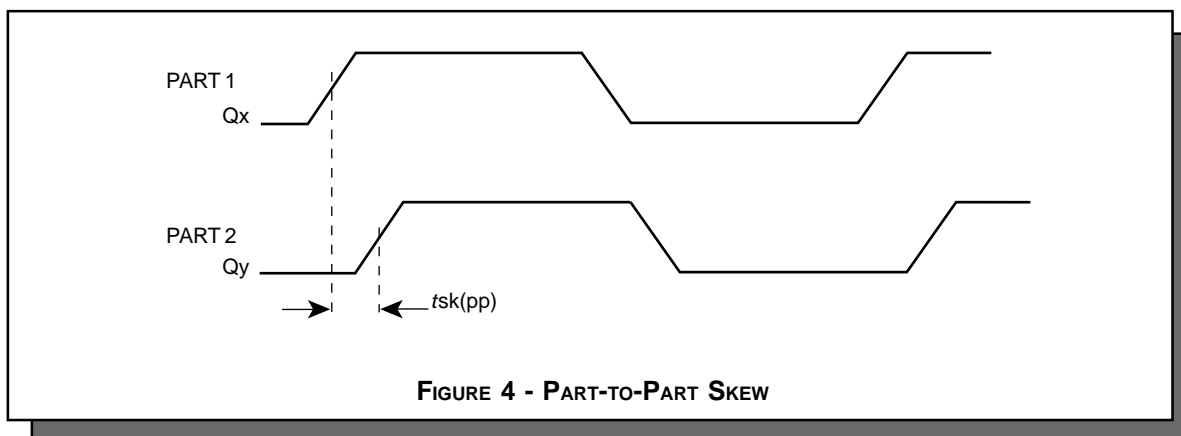 PART 1
Qx
PART 2
Qy
tsk(pp)
FIGURE 4 - PART-TO-PART SKEW